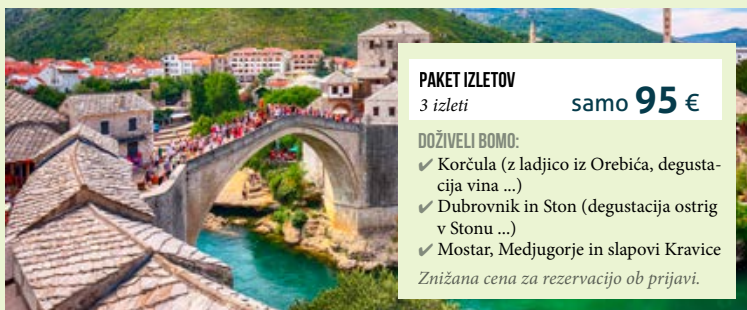 PAKET IZLETOV
3 izleti
samo 95 €
DOŽIVELI BOMO:
✔ Korčula (z ladjico iz Orebića, degusta-
cija vina ...)
✔ Dubrovnik in Ston (degustacija ostrig
v Stonu ...)
✔ Mostar, Medjugorje in slapovi Kravice
Znižana cena za rezervacijo ob prijavi.